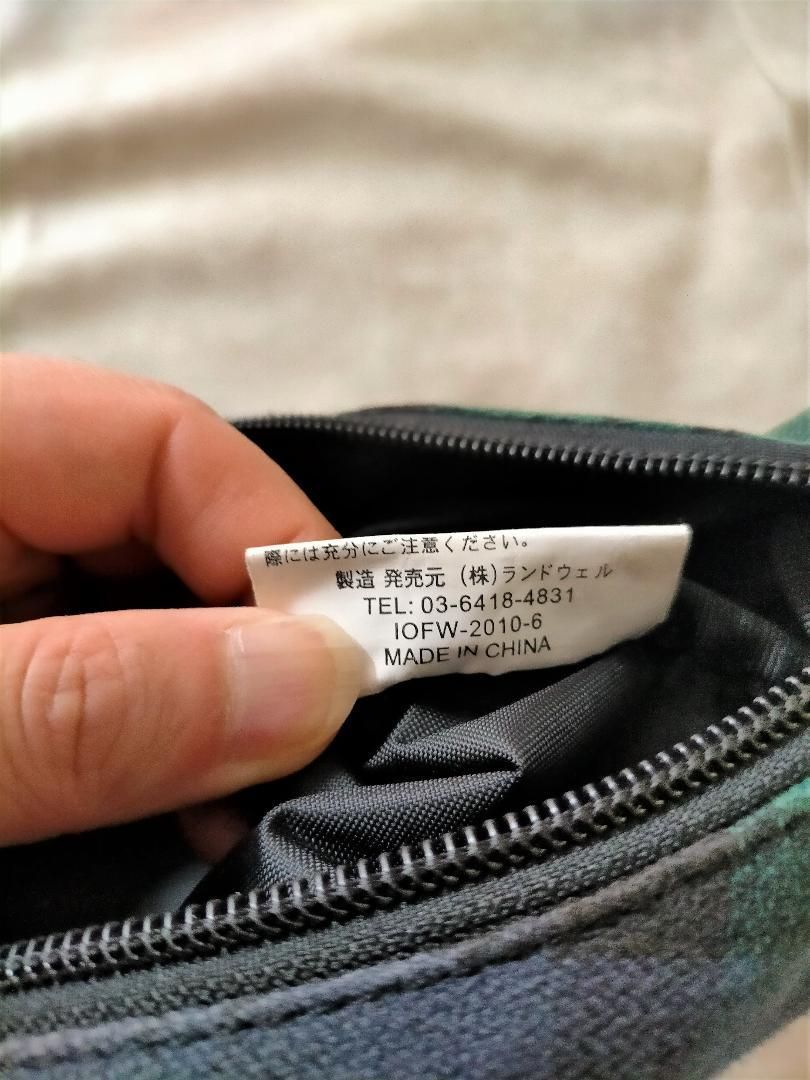 際には充分にご注意ください。
製造 発売元 (株)ランドウェル
TEL: 03-6418-4831
IOFW-2010-6
MADE IN CHINA